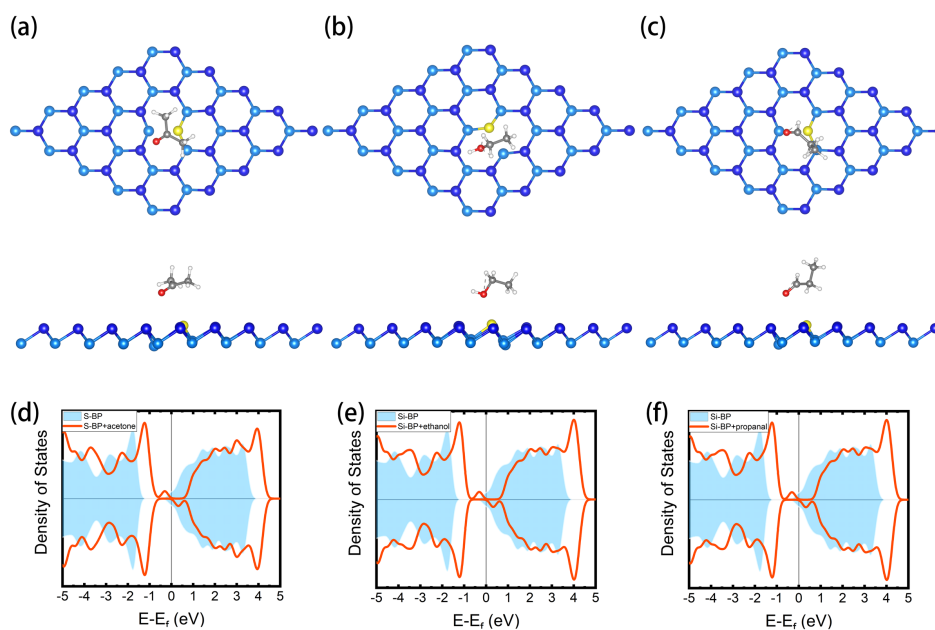 (a)
(b)
(c)
(d)
S-BP
S-BP+acetone
Density of States
-5 -4 -3 -2 -1 0 1 2 3 4 5
E-Ef (eV)
(e)
Si-BP
Si-BP+ethanol
Density of States
-5 -4 -3 -2 -1 0 1 2 3 4 5
E-Ef (eV)
(f)
Si-BP
Si-BP+propanal
Density of States
-5 -4 -3 -2 -1 0 1 2 3 4 5
E-Ef (eV)